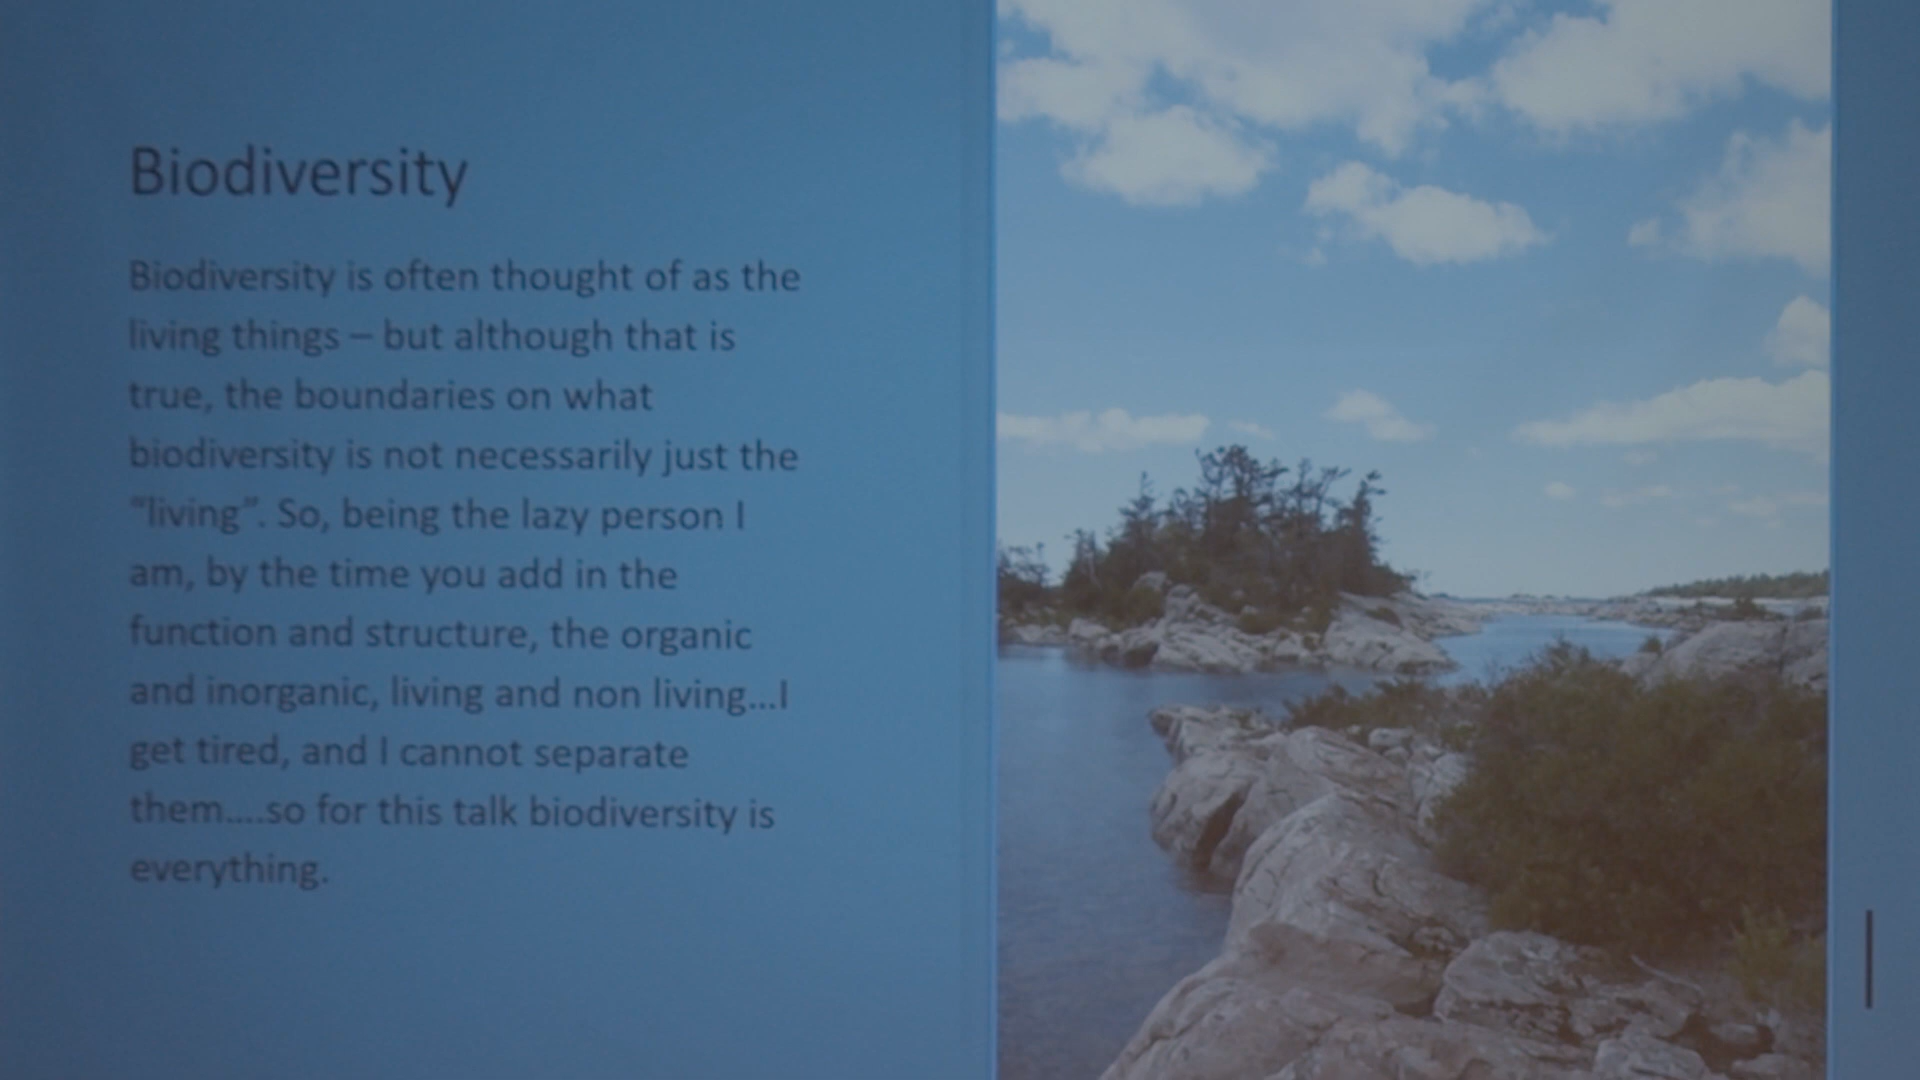 Biodiversity
Biodiversity is often thought of as the
living things – but although that is
true, the boundaries on what
biodiversity is not necessarily just the
“living”. So, being the lazy person I
am, by the time you add in the
function and structure, the organic
and inorganic, living and non living...I
get tired, and I cannot separate
them....so for this talk biodiversity is
everything.